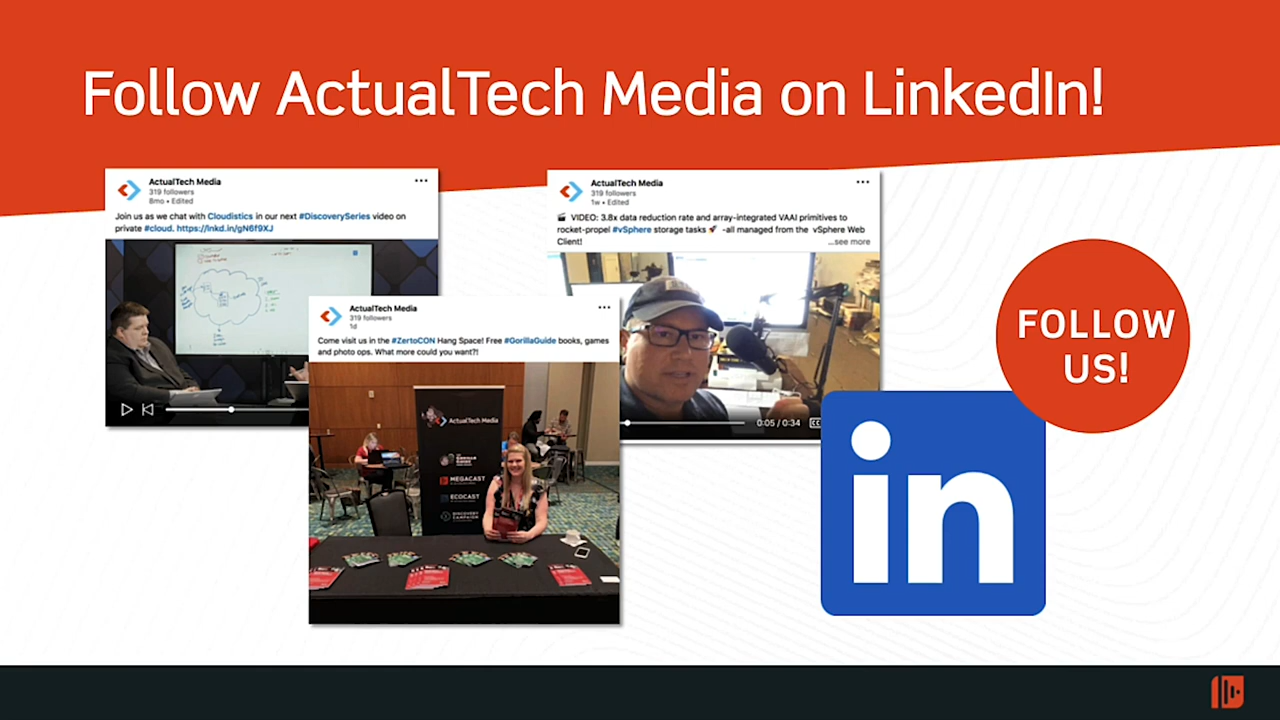 Follow ActualTech Media on LinkedIn!
ActualTech Media
319 followers
8mo • Edited
Join us as we chat with Cloudistics in our next #DiscoverySeries video on
private #cloud. https://lnkd.in/gN6f9XJ
ActualTech Media
319 followers
1w • Edited
VIDEO: 3.8x data reduction rate and array-integrated VAAI primitives to
rocket-propel #vSphere storage tasks 🚀 -all managed from the vSphere Web
Client!
...see more
0:05 / 0:34
CC
ActualTech Media
319 followers
1d
Come visit us in the #ZertoCON Hang Space! Free #GorillaGuide books, games
and photo ops. What more could you want?!
ActualTech Media
GORILLA
GUIDE
MEGACAST
ECOCAST
DISCOVERY
CAMPAIGN
FOLLOW
US!
in